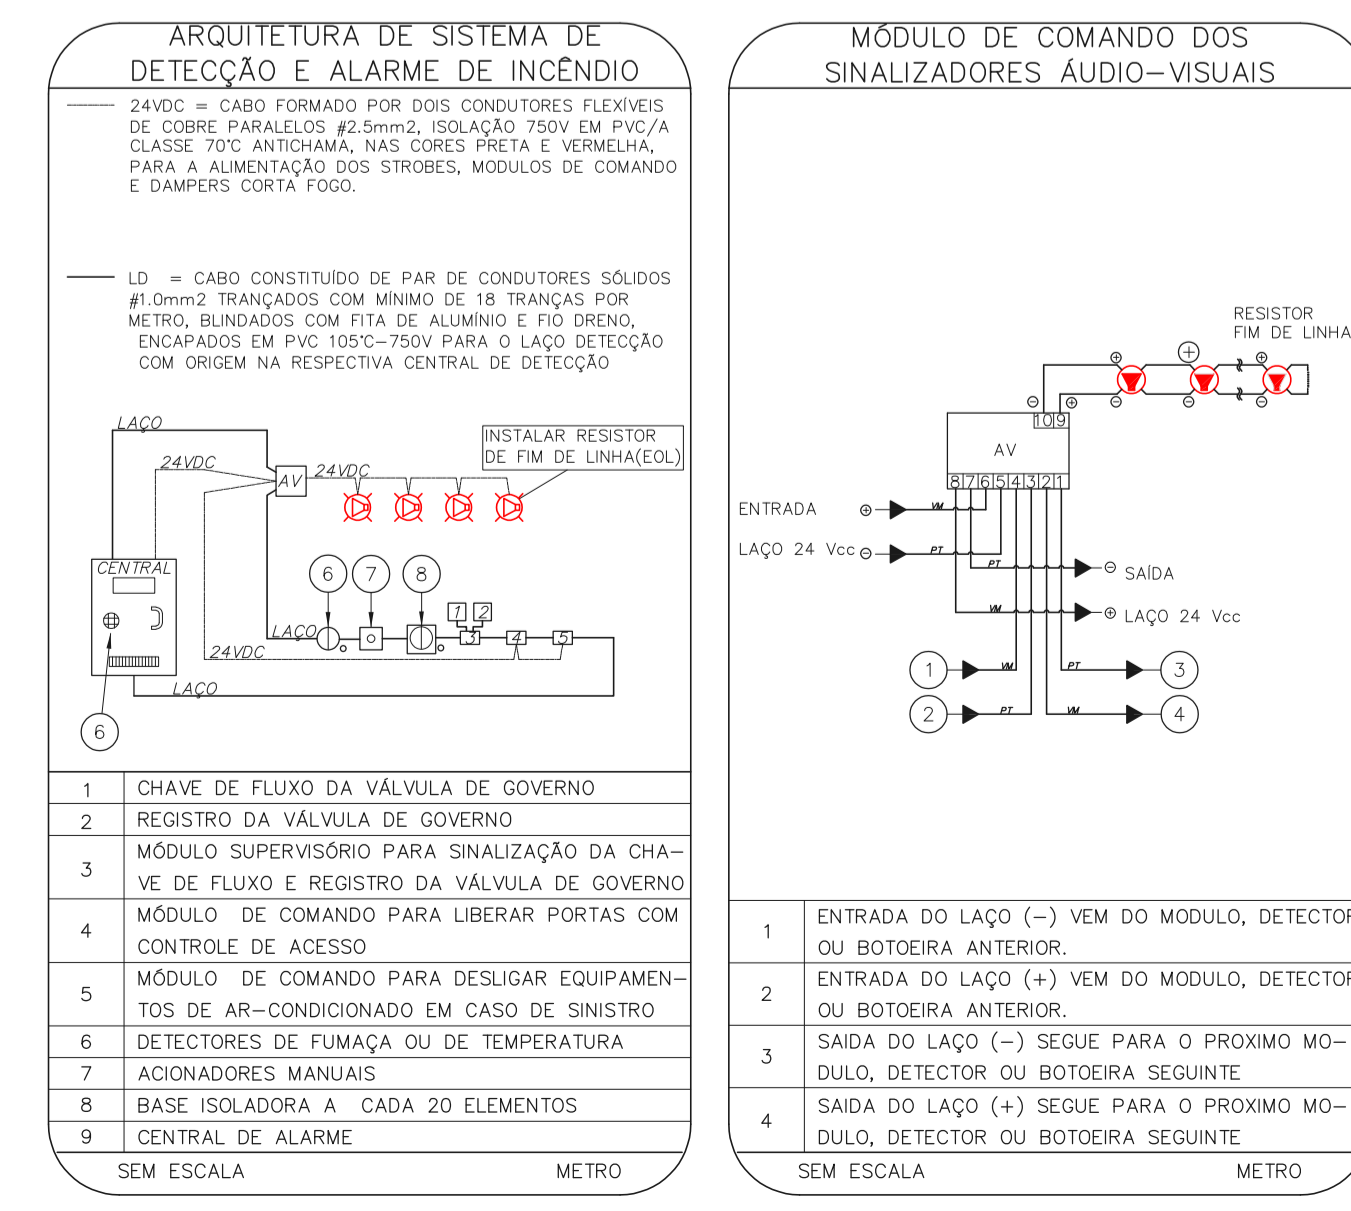 ARQUITETURA DE SISTEMA DE
DETECÇÃO E ALARME DE INCÊNDIO
24VDC = CABO FORMADO POR DOIS CONDUTORES FLEXÍVEIS
DE COBRE PARALELOS #2.5mm2, ISOLAÇÃO 750V EM PVC/A
CLASSE 70°C ANTICHAMA, NAS CORES PRETA E VERMELHA,
PARA A ALIMENTAÇÃO DOS STROBES, MODULOS DE COMANDO
E DAMPERS CORTA FOGO.
LD = CABO CONSTITUÍDO DE PAR DE CONDUTORES SÓLIDOS
#1.0mm2 TRANÇADOS COM MÍNIMO DE 18 TRANÇAS POR
METRO, BLINDADOS COM FITA DE ALUMÍNIO E FIO DRENO,
ENCAPADOS EM PVC 105°C-750V PARA O LAÇO DETECÇÃO
COM ORIGEM NA RESPECTIVA CENTRAL DE DETECÇÃO
LAÇO
INSTALAR RESISTOR
DE FIM DE LINHA(EOL)
24VDC
24VDC
AV
CENTRAL
6
7
8
1
2
LAÇO
3
4
5
24VDC
LAÇO
6
1 CHAVE DE FLUXO DA VÁLVULA DE GOVERNO
2 REGISTRO DA VÁLVULA DE GOVERNO
3 MÓDULO SUPERVISÓRIO PARA SINALIZAÇÃO DA CHA-
VE DE FLUXO E REGISTRO DA VÁLVULA DE GOVERNO
4 MÓDULO DE COMANDO PARA LIBERAR PORTAS COM
CONTROLE DE ACESSO
5 MÓDULO DE COMANDO PARA DESLIGAR EQUIPAMEN-
TOS DE AR-CONDICIONADO EM CASO DE SINISTRO
6 DETECTORES DE FUMAÇA OU DE TEMPERATURA
7 ACIONADORES MANUAIS
8 BASE ISOLADORA A CADA 20 ELEMENTOS
9 CENTRAL DE ALARME
SEM ESCALA METRO
MÓDULO DE COMANDO DOS
SINALIZADORES ÁUDIO-VISUAIS
RESISTOR
FIM DE LINHA
⊕ ⊕ ⊕
⊖ ⊕ ⊖ ⊖ ⊖
10 9
AV
8 7 6 5 4 3 2 1
ENTRADA ⊕ VM
LAÇO 24 Vcc ⊖ PT
PT ⊖ SAÍDA
VM ⊕ LAÇO 24 Vcc
1 VM PT 3
2 PT VM 4
1 ENTRADA DO LAÇO (-) VEM DO MODULO, DETECTOR
OU BOTOEIRA ANTERIOR.
2 ENTRADA DO LAÇO (+) VEM DO MODULO, DETECTOR
OU BOTOEIRA ANTERIOR.
3 SAIDA DO LAÇO (-) SEGUE PARA O PROXIMO MO-
DULO, DETECTOR OU BOTOEIRA SEGUINTE
4 SAIDA DO LAÇO (+) SEGUE PARA O PROXIMO MO-
DULO, DETECTOR OU BOTOEIRA SEGUINTE
SEM ESCALA METRO